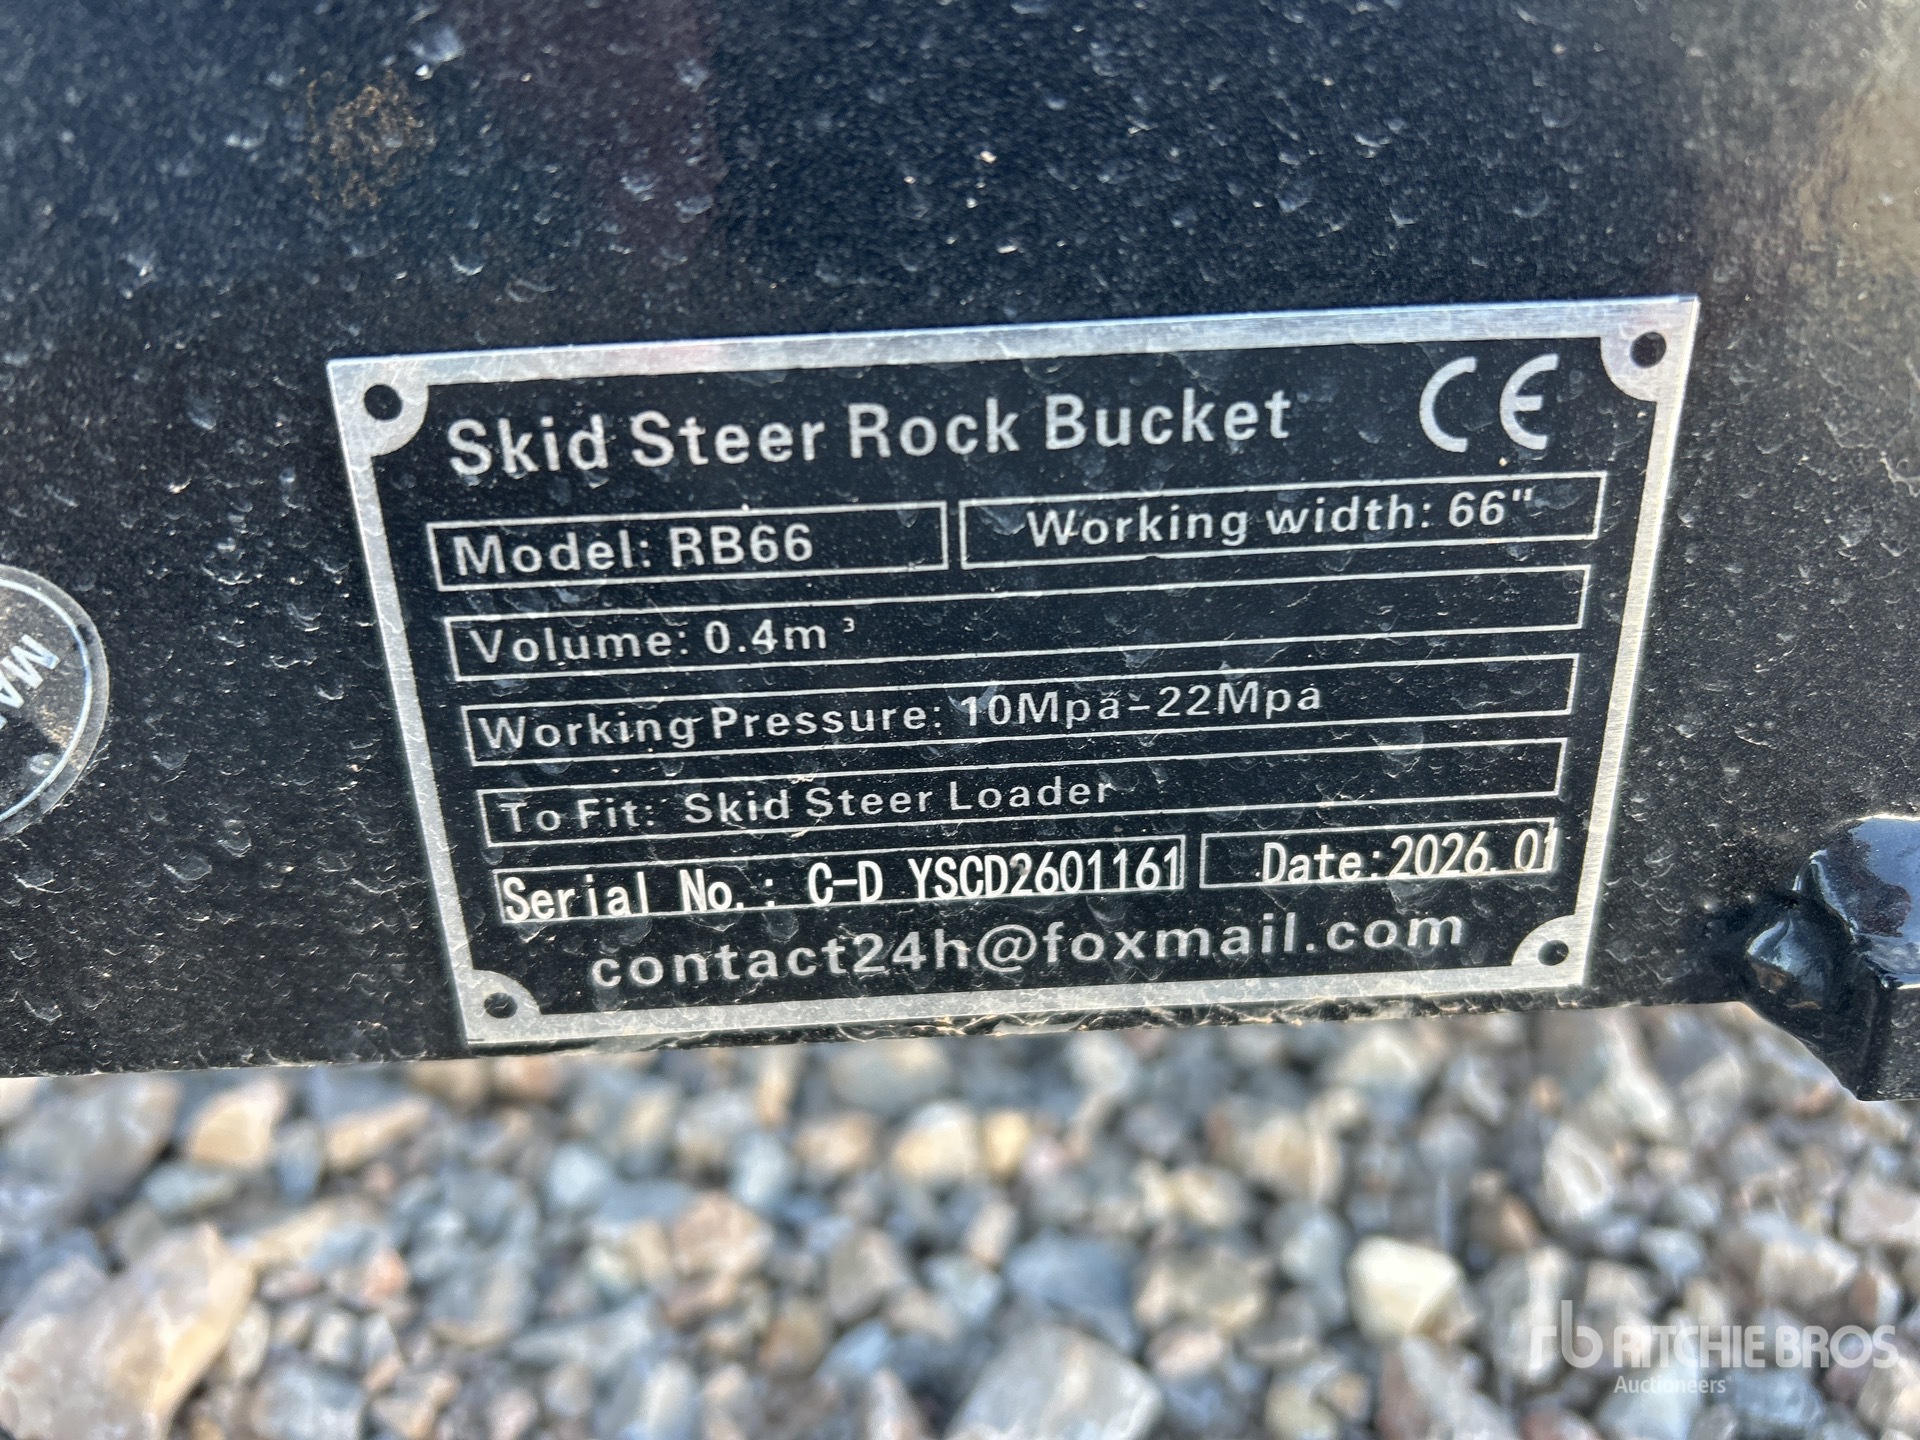 Skid Steer Rock Bucket CE
Model: RB66 Working width: 66"
Volume: 0.4m³
Working Pressure: 10Mpa-22Mpa
To Fit: Skid Steer Loader
Serial No.: C-D YSCD2601161 Date:2026.01
contact24h@foxmail.com
rb RITCHIE BROS
Auctioneers